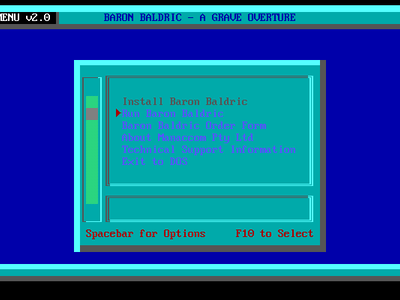 MENU v2.0 BARON BALDRIC - A GRAVE OVERTURE
Install Baron Baldric
Run Baron Baldric
Baron Baldric Order Form
About Manaccom Pty Ltd
Technical Support Information
Exit to DOS
Spacebar for Options F10 to Select